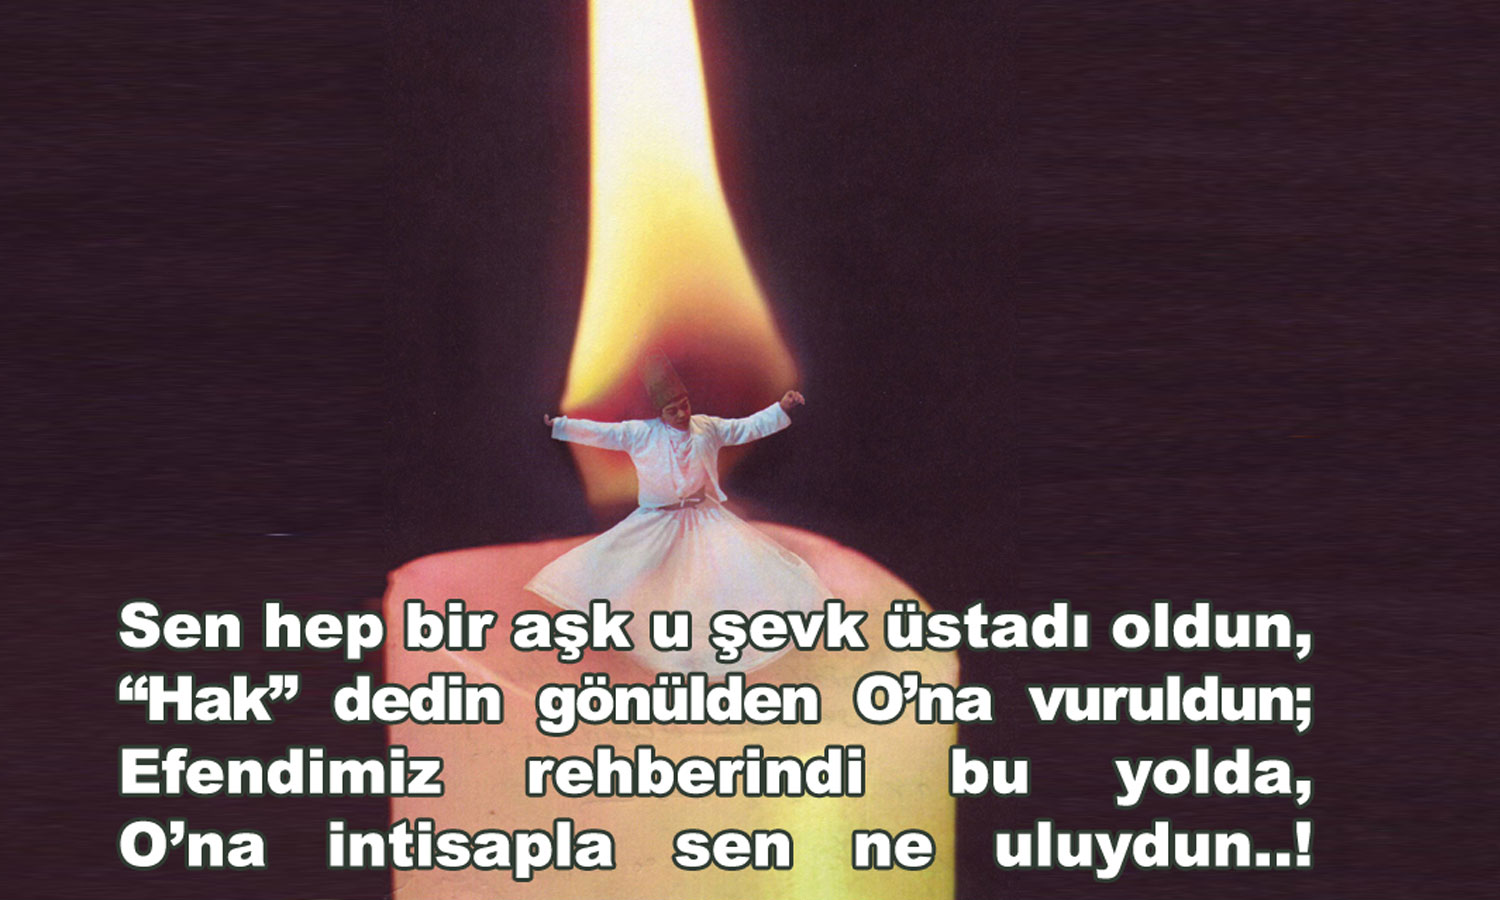 Sen hep bir aşk u şevk üstadı oldun,
“Hak” dedin gönülden O’na vuruldun;
Efendimiz rehberindi bu yolda,
O’na intisapla sen ne uluydun..!